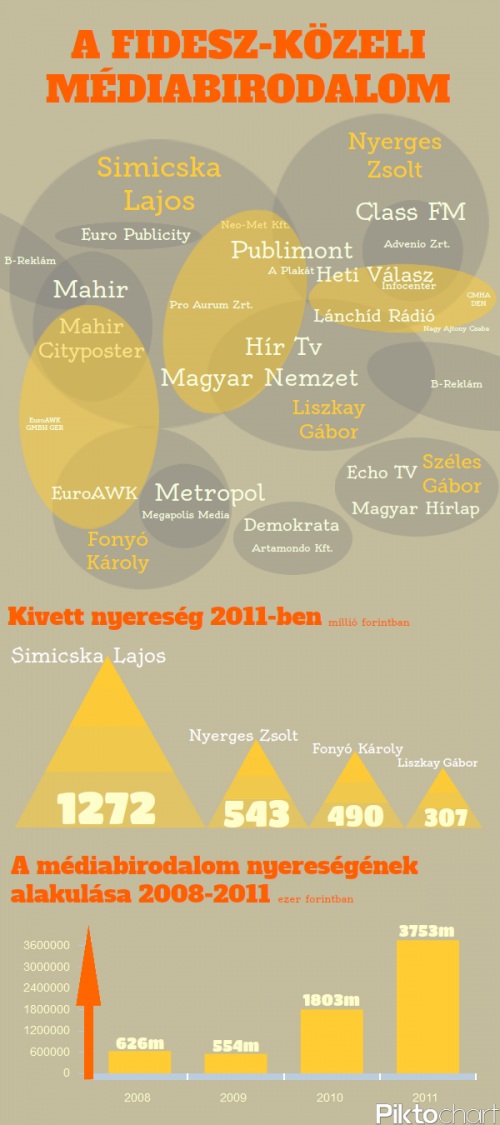 A FIDESZ-KÖZELI
MÉDIABIRODALOM
Nyerges
Zsolt
Simicska
Lajos
Class FM
Neo-Met Kft.
Euro Publicity
Publimont
Advenio Zrt.
B-Reklám
A Plakát
Heti Válasz
Infocenter
Mahir
CMHA
DEN
Pro Aurum Zrt.
Lánchíd Rádió
Mahir
Cityposter
Nagy Ajtony Csaba
Hír Tv
Magyar Nemzet
B-Reklám
Liszkay
Gábor
EuroAWK
GMBH GER
Echo TV
Széles
Gábor
EuroAWK
Metropol
Magyar Hírlap
Megapolis Media
Demokrata
Fonyó
Károly
Artamondo Kft.
Kivett nyereség 2011-ben millió forintban
Simicska Lajos
Nyerges Zsolt
Fonyó Károly
Liszkay Gábor
1272
543
490
307
A médiabirodalom nyereségének
alakulása 2008-2011 ezer forintban
3753m
3600000
3000000
2400000
1803m
1800000
1200000
626m
554m
600000
0
2008
2009
2010
2011
Piktochart